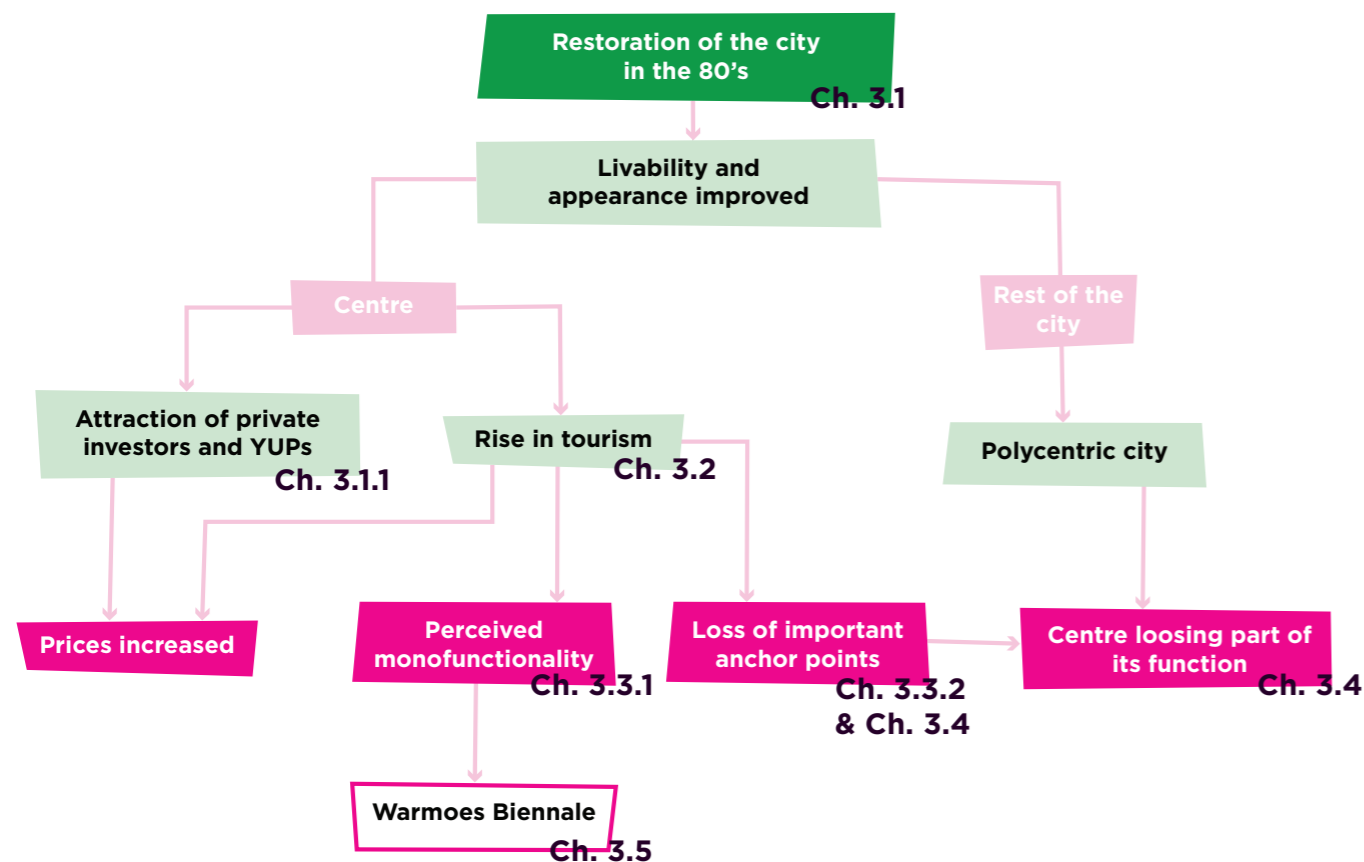 Restoration of the city
in the 80's
Ch. 3.1
Livability and
appearance improved
Centre
Rest of the
city
Attraction of private
investors and YUPs
Ch. 3.1.1
Rise in tourism
Ch. 3.2
Polycentric city
Prices increased
Perceived
monofunctionality
Ch. 3.3.1
Loss of important
anchor points
Ch. 3.3.2
& Ch. 3.4
Centre loosing part of
its function
Ch. 3.4
Warmoes Biennale
Ch. 3.5